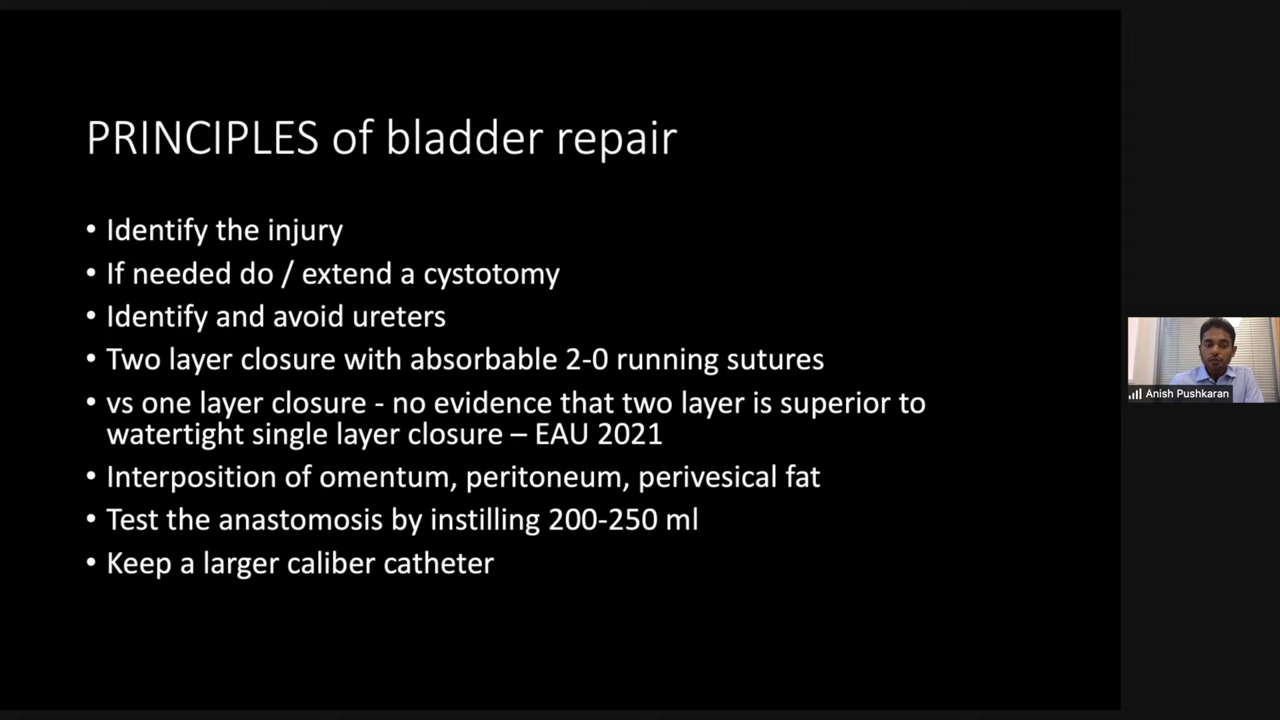 PRINCIPLES of bladder repair
• Identify the injury
• If needed do / extend a cystotomy
• Identify and avoid ureters
• Two layer closure with absorbable 2-0 running sutures
• vs one layer closure - no evidence that two layer is superior to
watertight single layer closure – EAU 2021
• Interposition of omentum, peritoneum, perivesical fat
• Test the anastomosis by instilling 200-250 ml
• Keep a larger caliber catheter
Anish Pushkaran